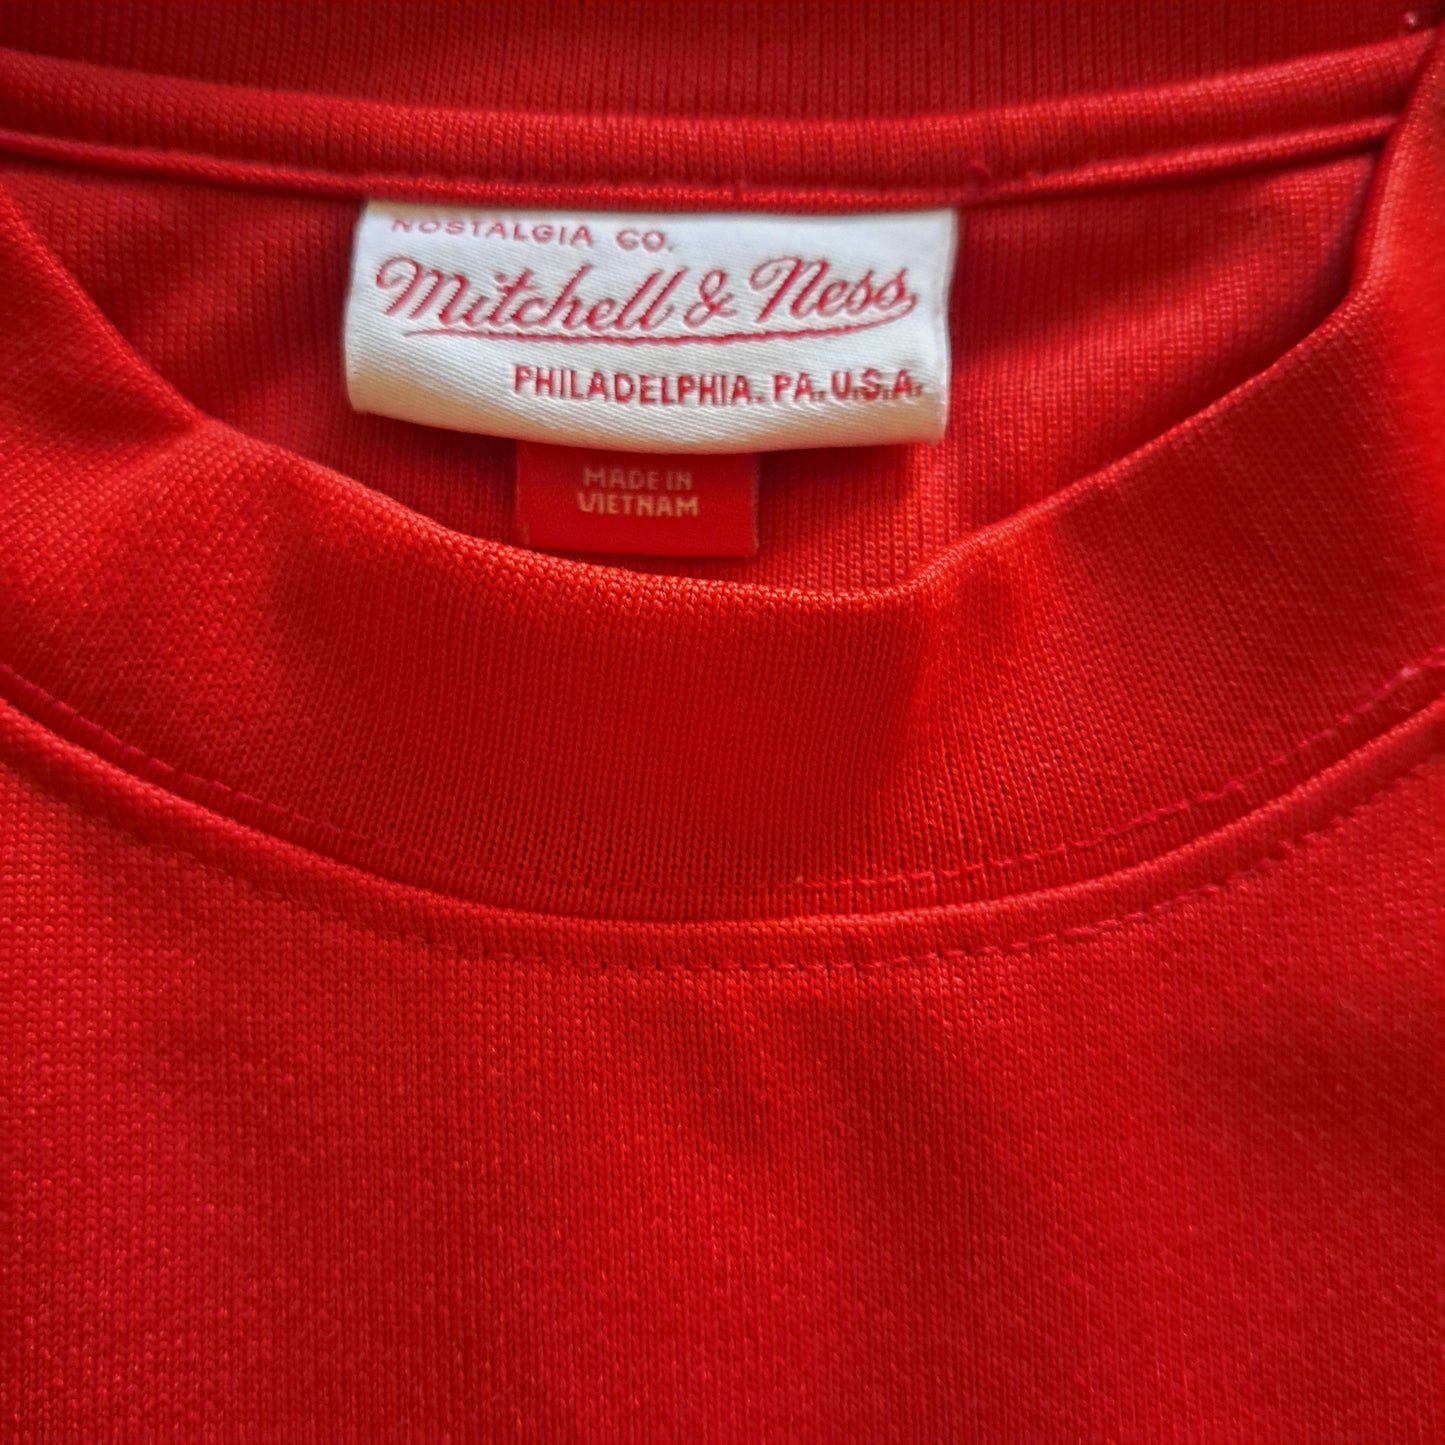 NOSTALGIA CO.
Mitchell & Ness
PHILADELPHIA. PA. U.S.A.
MADE IN
VIETNAM